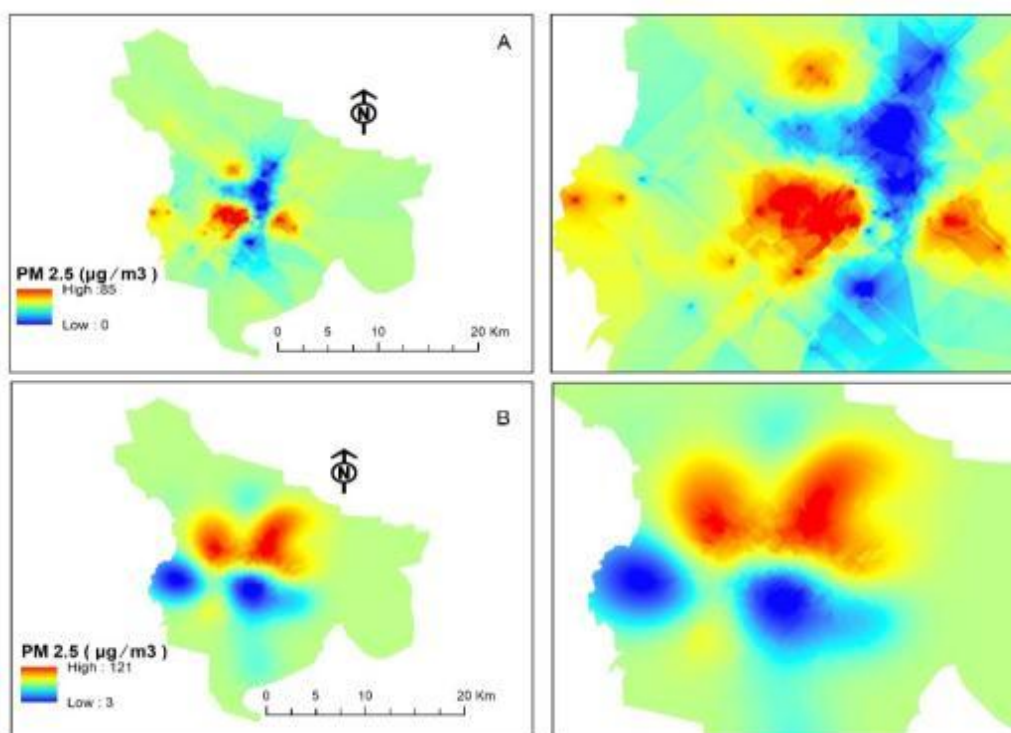 A
N
PM 2.5 (µg/m3)
High :85
Low : 0
0 5 10 20 Km
B
N
PM 2.5 ( µg/m3)
High : 121
Low : 3
0 5 10 20 Km